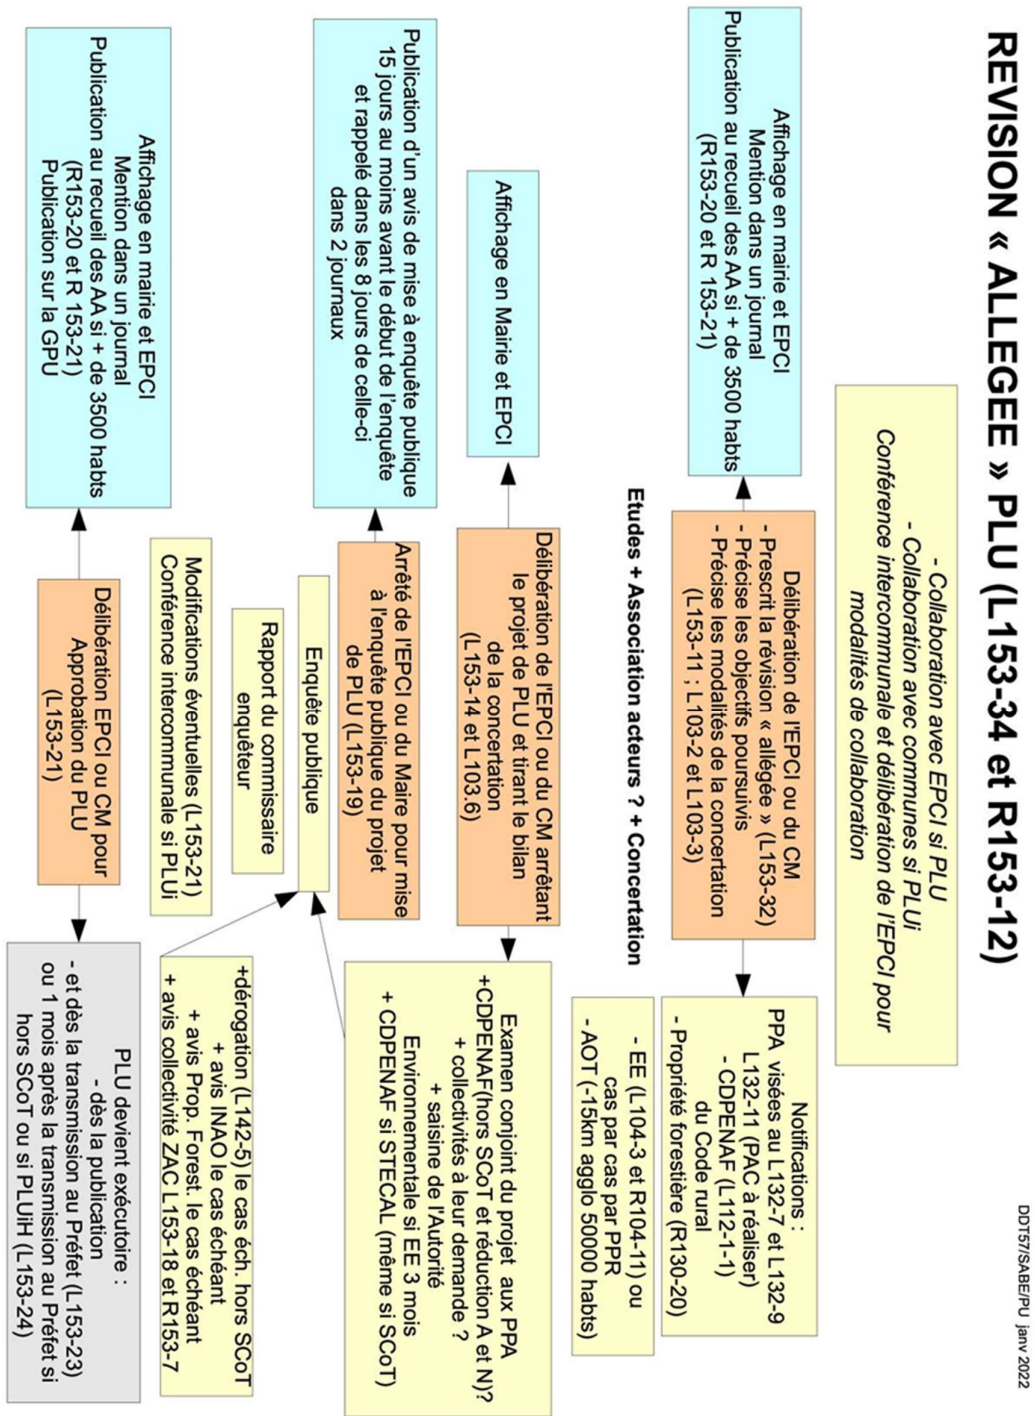 DDT57/SABE/PU janv 2022
REVISION « ALLEGEE » PLU (L153-34 et R153-12)
- Collaboration avec EPCI si PLU
- Collaboration avec communes si PLUi
Conférence intercommunale et délibération de l'EPCI pour
modalités de collaboration
Affichage en mairie et EPCI
Mention dans un journal
Publication au recueil des AA si + de 3500 habts
(R153-20 et R 153-21)
Délibération de l'EPCI ou du CM
- Prescrit la révision « allégée » (L153-32)
- Précise les objectifs poursuivis
- Précise les modalités de la concertation
(L153-11 ; L103-2 et L103-3)
Notifications :
PPA visées au L132-7 et L132-9
L132-11 (PAC à réaliser)
- CDPENAF (L112-1-1)
du Code rural
- Propriété forestière (R130-20)
Etudes + Association acteurs ? + Concertation
- EE (L104-3 et R104-11) ou
cas par cas par PPR
- AOT (-15km agglo 50000 habts)
Affichage en Mairie et EPCI
Délibération de l'EPCI ou du CM arrêtant
le projet de PLU et tirant le bilan
de la concertation
(L153-14 et L103.6)
Examen conjoint du projet aux PPA
+CDPENAF(hors SCoT et réduction A et N)?
+ collectivités à leur demande ?
+ saisine de l'Autorité
Environnementale si EE 3 mois
+ CDPENAF si STECAL (même si SCoT)
Publication d'un avis de mise à enquête publique
15 jours au moins avant le début de l'enquête
et rappelé dans les 8 jours de celle-ci
dans 2 journaux
Arrêté de l'EPCI ou du Maire pour mise
à l'enquête publique du projet
de PLU (L153-19)
Enquête publique
Rapport du commissaire
enquêteur
+dérogation (L142-5) le cas éch. hors SCoT
+ avis INAO le cas échéant
+ avis Prop. Forest. le cas échéant
+ avis collectivité ZAC L153-18 et R153-7
Modifications éventuelles (L153-21)
Conférence intercommunale si PLUi
Affichage en mairie et EPCI
Mention dans un journal
Publication au recueil des AA si + de 3500 habts
(R153-20 et R 153-21)
Publication sur la GPU
Délibération EPCI ou CM pour
Approbation du PLU
(L153-21)
PLU devient exécutoire :
- dès la publication
- et dès la transmission au Préfet (L153-23)
ou 1 mois après la transmission au Préfet si
hors SCoT ou si PLUiH (L153-24)